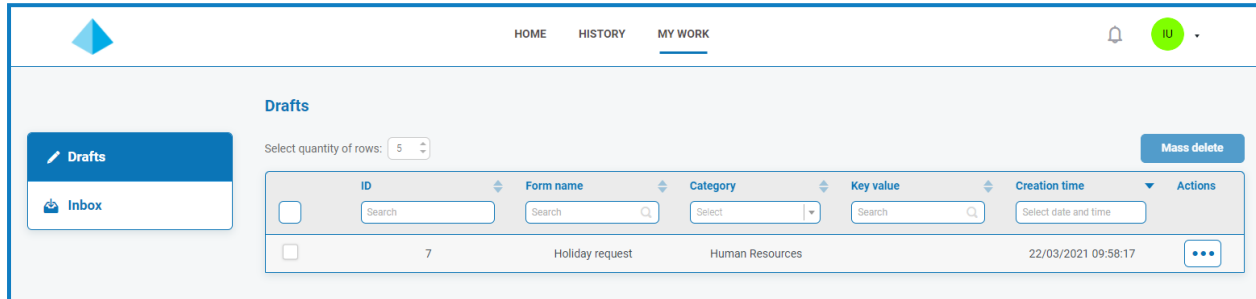 HOME HISTORY MY WORK IU
Drafts
Drafts
Inbox
Select quantity of rows: 5 Mass delete
ID Form name Category Key value Creation time Actions
Search Search Select Search Select date and time
7 Holiday request Human Resources 22/03/2021 09:58:17